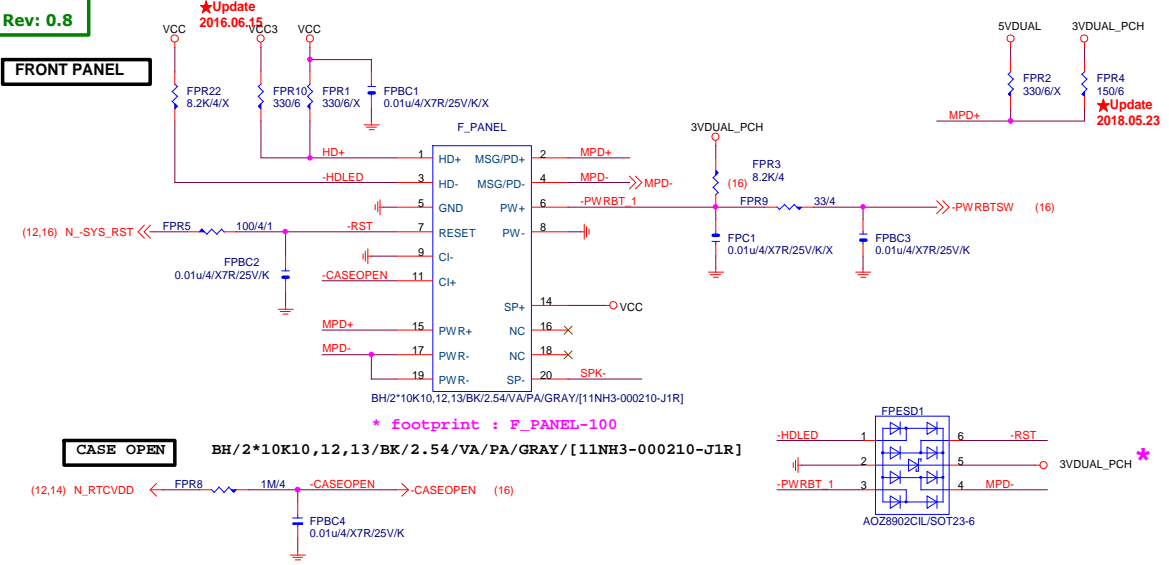 Rev: 0.8
★Update
2016.06.15
FRONT PANEL
VCC
VCC3
VCC
FPR22
8.2K/4/X
FPR10
330/6
FPR1
330/6/X
FPBC1
0.01u/4/X7R/25V/K/X
5VDUAL
3VDUAL_PCH
FPR2
330/6/X
FPR4
150/6
★Update
2018.05.23
MPD+
F_PANEL
HD+ 1 HD+ MSG/PD+ 2 MPD+
-HDLED 3 HD- MSG/PD- 4 MPD- MPD- (16)
5 GND PW+ 6 -PWRBT_1
-RST 7 RESET PW- 8
9 CI-
-CASEOPEN 11 CI+
SP+ 14 VCC
MPD+ 15 PWR+ NC 16
MPD- 17 PWR- NC 18
19 PWR- SP- 20 SPK-
(12,16) N_-SYS_RST FPR5 100/4/1
FPBC2
0.01u/4/X7R/25V/K
3VDUAL_PCH
FPR3
8.2K/4
FPR9 33/4 -PWRBTSW (16)
FPC1
0.01u/4/X7R/25V/K/X
FPBC3
0.01u/4/X7R/25V/K
BH/2*10K10,12,13/BK/2.54/VA/PA/GRAY/[11NH3-000210-J1R]
* footprint : F_PANEL-100
CASE OPEN
BH/2*10K10,12,13/BK/2.54/VA/PA/GRAY/[11NH3-000210-J1R]
(12,14) N_RTCVDD FPR8 1M/4 -CASEOPEN -CASEOPEN (16)
FPBC4
0.01u/4/X7R/25V/K
FPESD1
-HDLED 1 6 -RST
2 5 3VDUAL_PCH *
-PWRBT_1 3 4 MPD-
AOZ8902CIL/SOT23-6